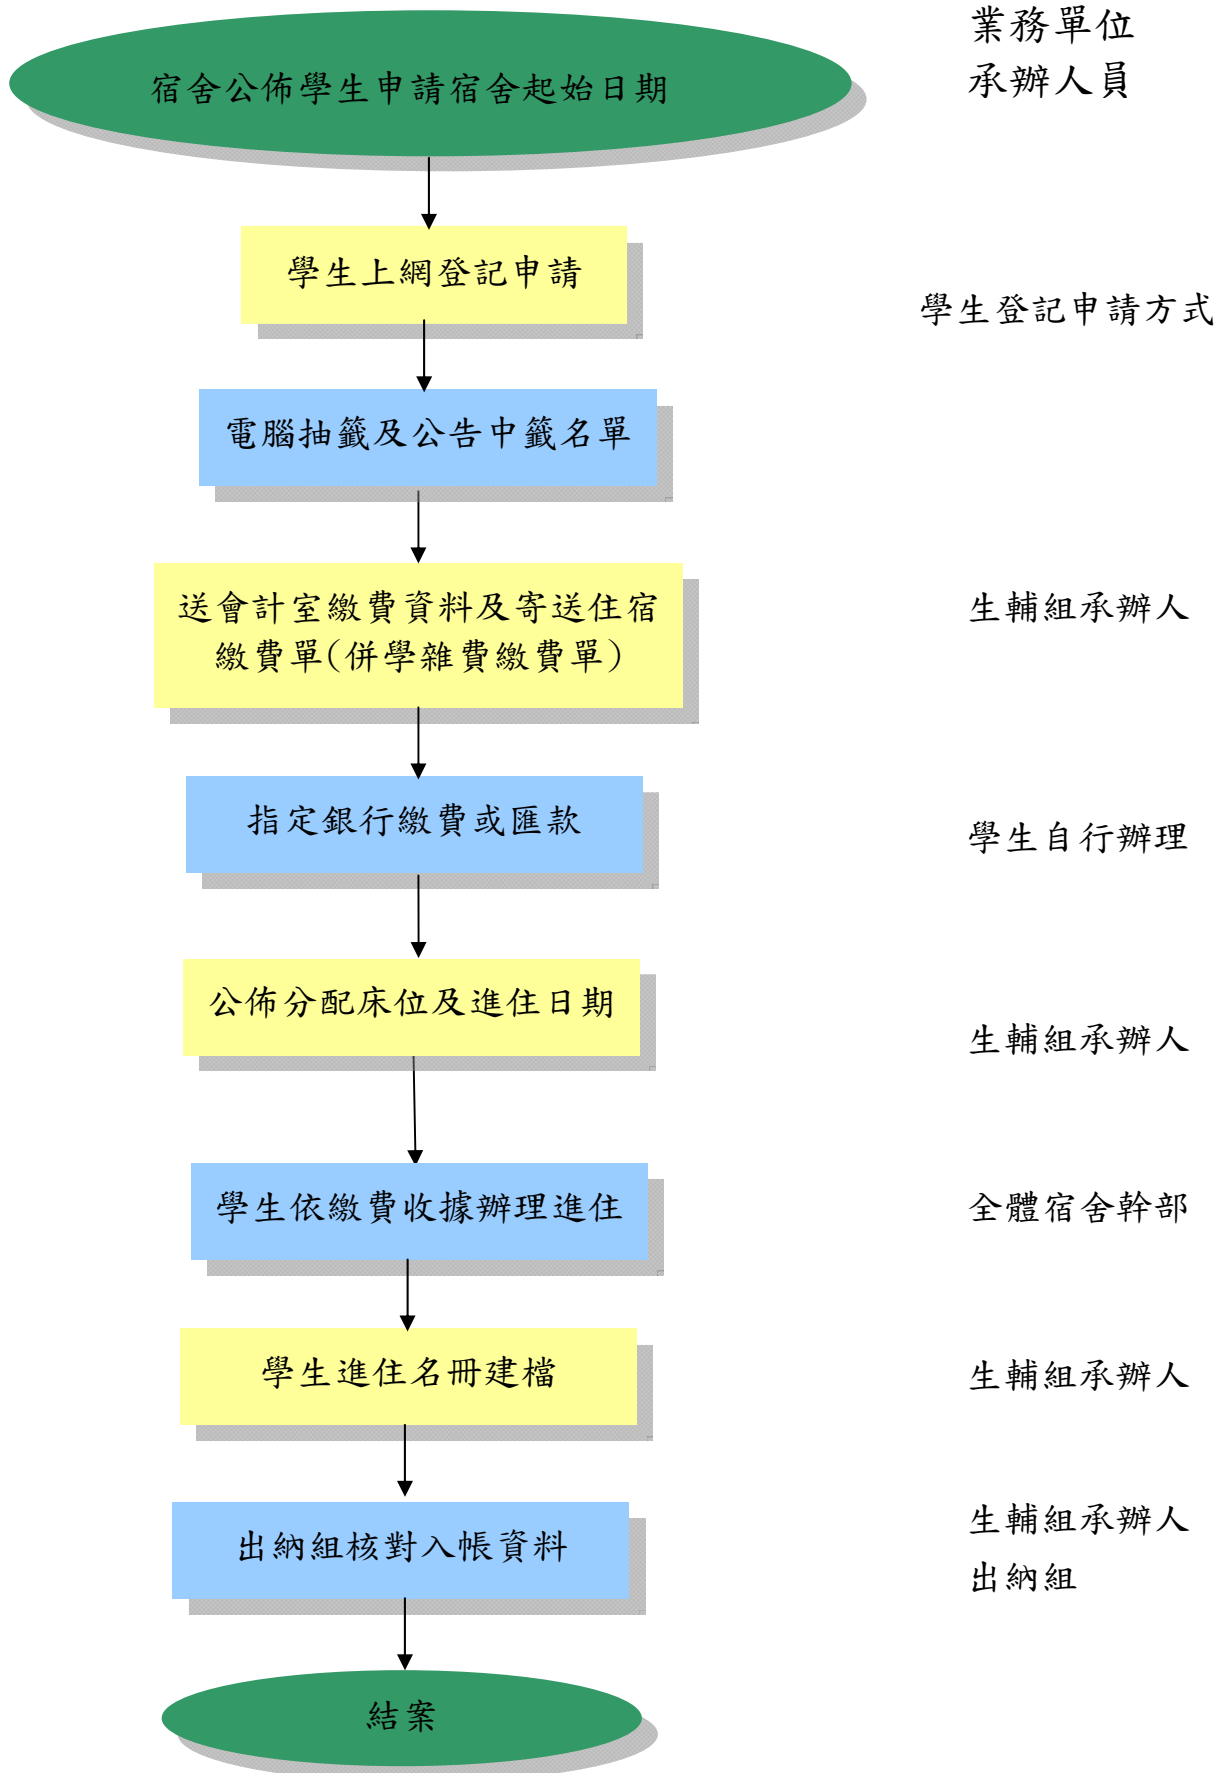 業務單位
承辦人員
宿舍公佈學生申請宿舍起始日期
學生上網登記申請
學生登記申請方式
電腦抽籤及公告中籤名單
送會計室繳費資料及寄送住宿
繳費單(併學雜費繳費單)
生輔組承辦人
指定銀行繳費或匯款
學生自行辦理
公佈分配床位及進住日期
生輔組承辦人
學生依繳費收據辦理進住
全體宿舍幹部
學生進住名冊建檔
生輔組承辦人
出納組核對入帳資料
生輔組承辦人
出納組
結案